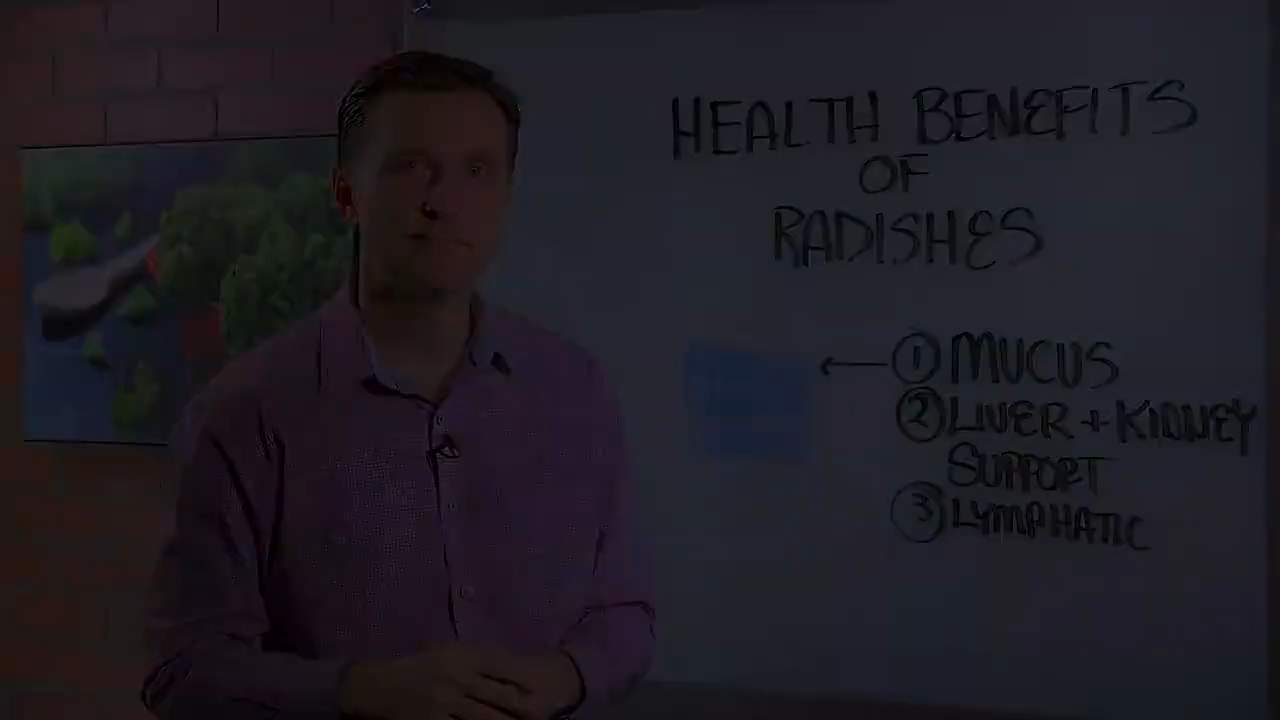 HEALTH BENEFITS
OF
RADISHES
① MUCUS
② LIVER + KIDNEY
SUPPORT
③ LYMPHATIC